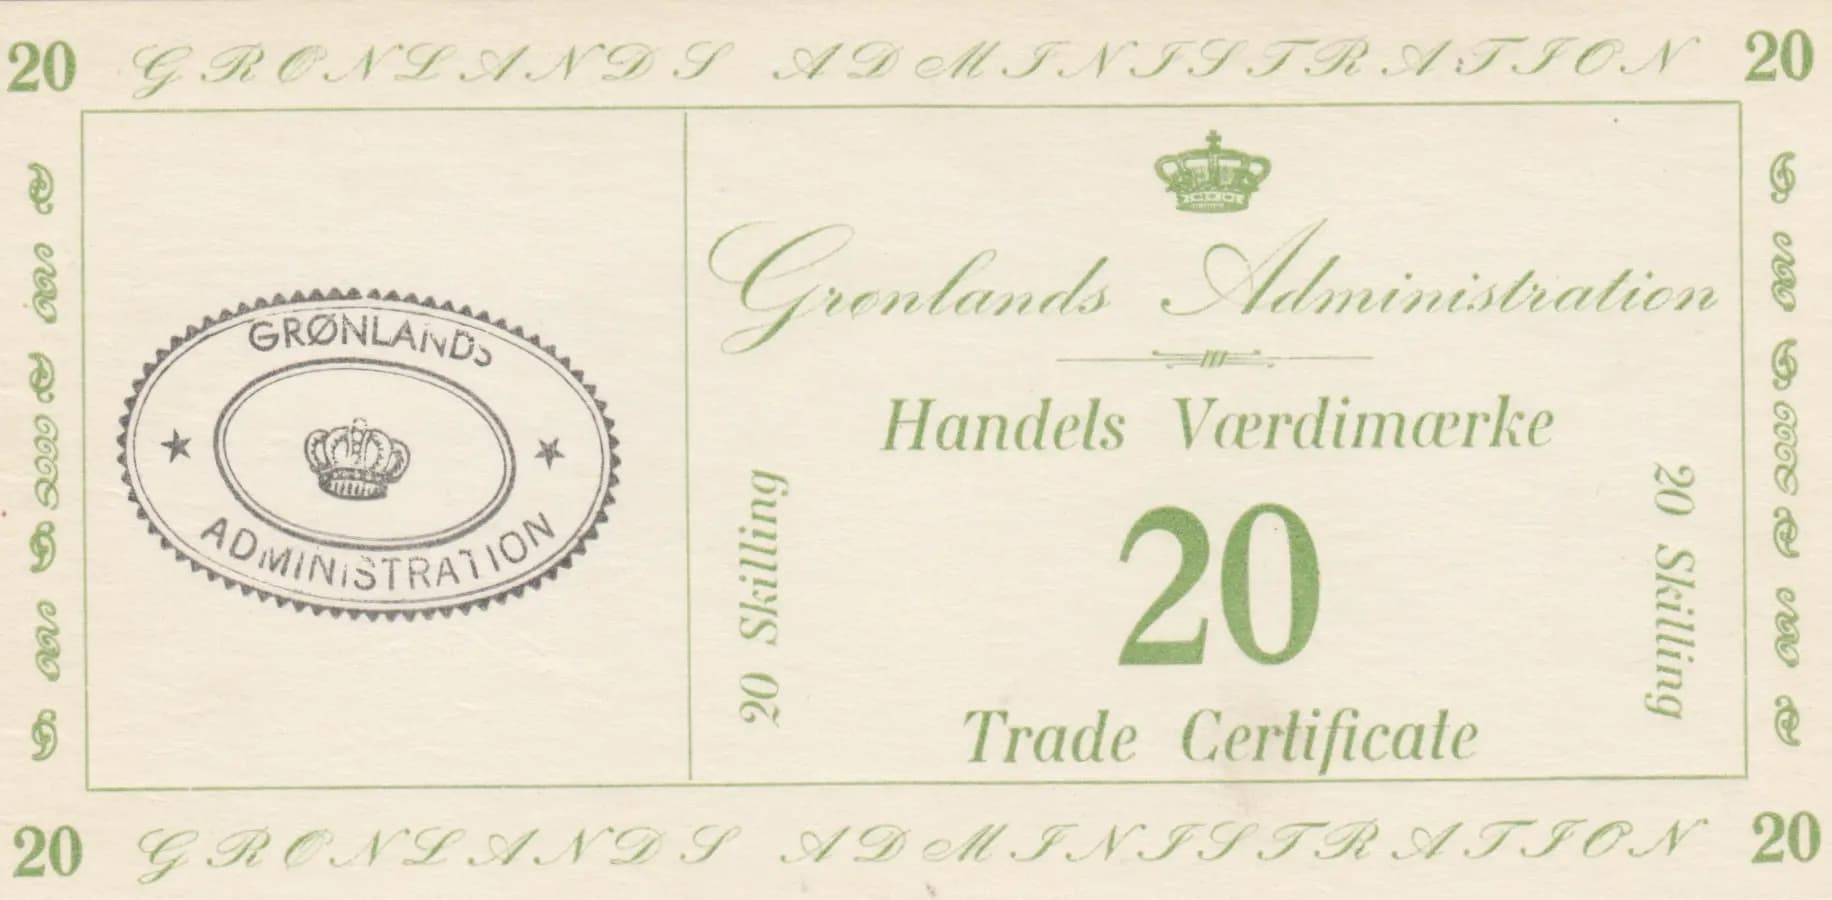 20 GRØNLANDS ADMINISTRATION 20
GRØNLANDS
ADMINISTRATION
Grønlands Administration
Handels Værdimærke
20
Trade Certificate
20 Skilling
20 Skilling
20 GRØNLANDS ADMINISTRATION 20